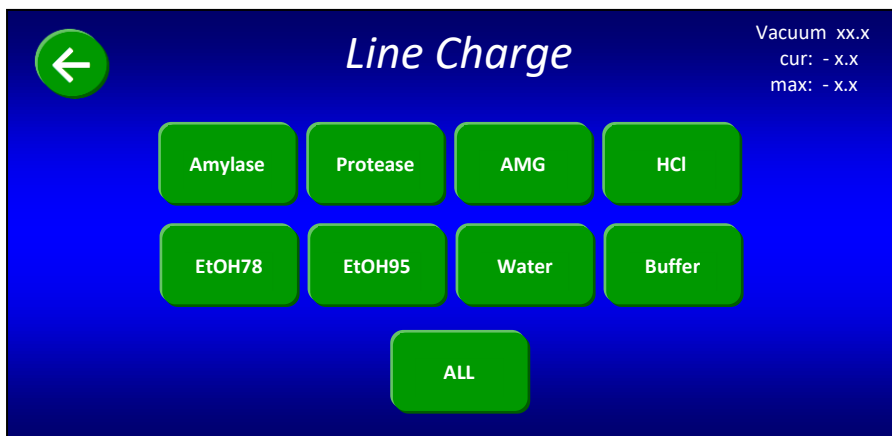 Line Charge
Vacuum xx.x
cur: - x.x
max: - x.x
Amylase Protease AMG HCl
EtOH78 EtOH95 Water Buffer
ALL